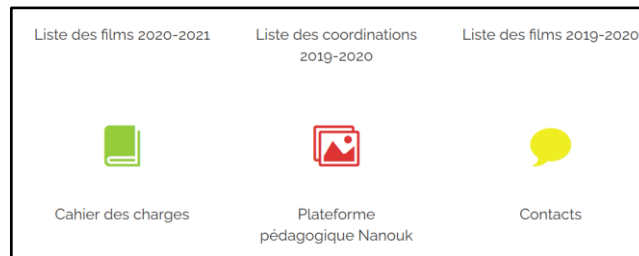 Liste des films 2020-2021
Liste des coordinations
2019-2020
Liste des films 2019-2020
Cahier des charges
Plateforme
pédagogique Nanouk
Contacts